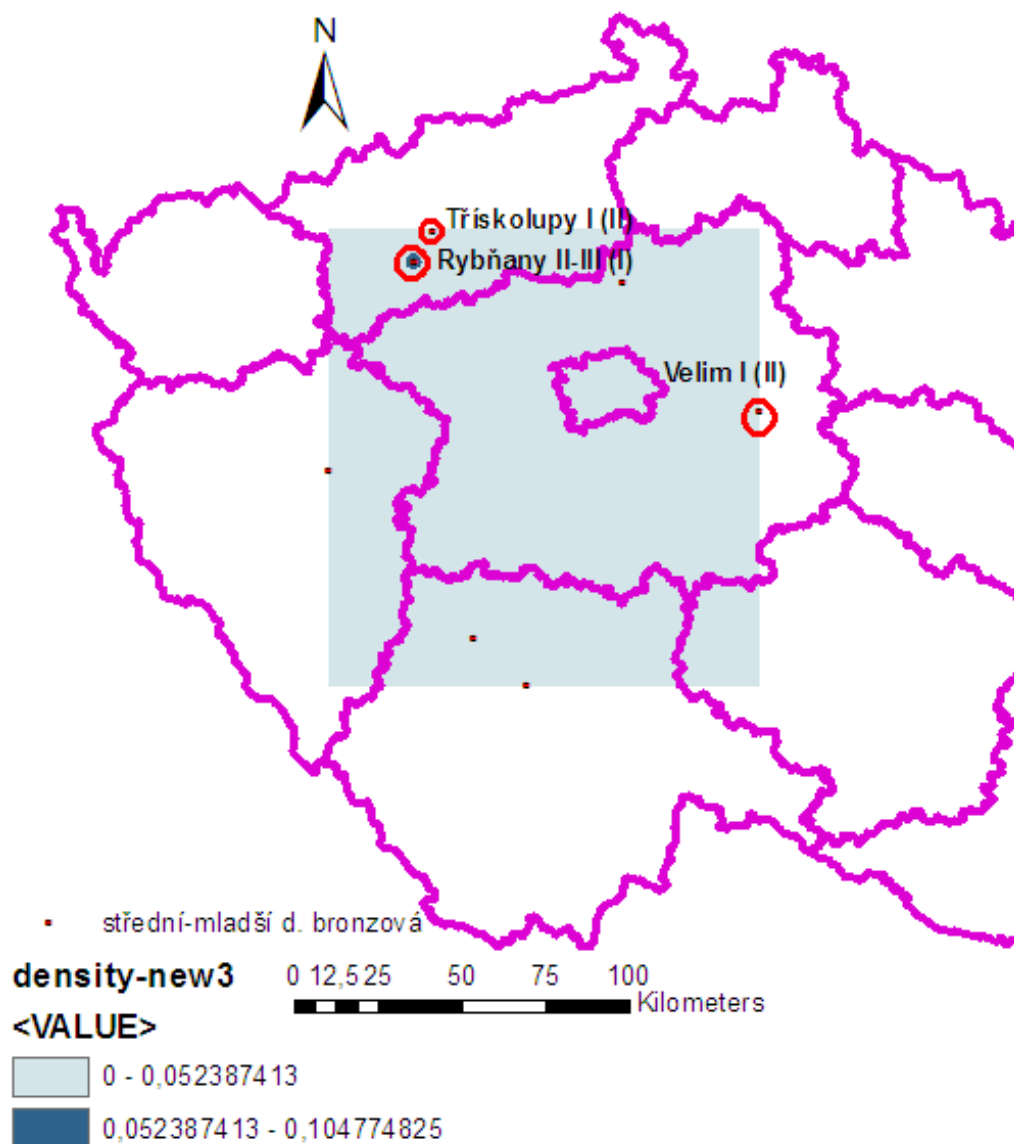 N
Třískolupy I (II)
Rybňany II-III (I)
Velim I (II)
střední-mladší d. bronzová
density-new3
0 12,5 25 50 75 100
Kilometers
<VALUE>
0 - 0,052387413
0,052387413 - 0,104774825